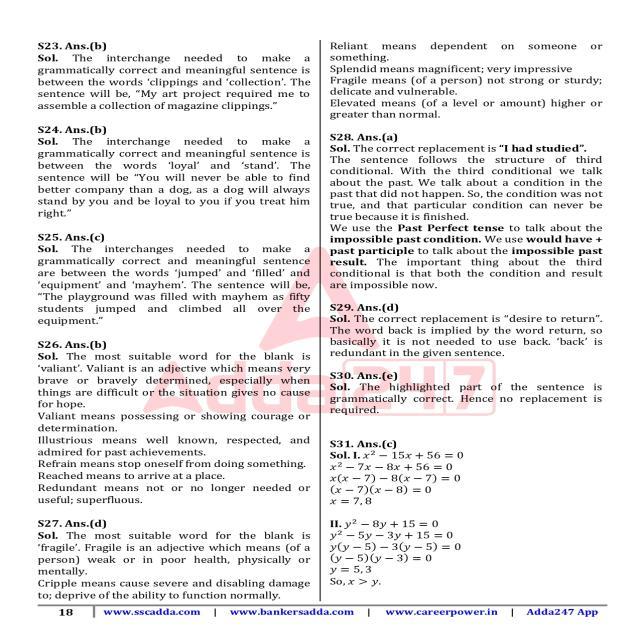 S23. Ans.(b)
Sol. The interchange needed to make a
grammatically correct and meaningful sentence is
between the words ‘clippings and ‘collection’. The
sentence will be, “My art project required me to
assemble a collection of magazine clippings.”
S24. Ans.(b)
Sol. The interchange needed to make a
grammatically correct and meaningful sentence is
between the words ‘loyal’ and ‘stand’. The
sentence will be “You will never be able to find
better company than a dog, as a dog will always
stand by you and be loyal to you if you treat him
right.”
S25. Ans.(c)
Sol. The interchanges needed to make a
grammatically correct and meaningful sentence
are between the words ‘jumped’ and ‘filled’ and
‘equipment’ and ‘mayhem’. The sentence will be,
“The playground was filled with mayhem as fifty
students jumped and climbed all over the
equipment.”
S26. Ans.(b)
Sol. The most suitable word for the blank is
‘valiant’. Valiant is an adjective which means very
brave or bravely determined, especially when
things are difficult or the situation gives no cause
for hope.
Valiant means possessing or showing courage or
determination.
Illustrious means well known, respected, and
admired for past achievements.
Refrain means stop oneself from doing something.
Reached means to arrive at a place.
Redundant means not or no longer needed or
useful; superfluous.
S27. Ans.(d)
Sol. The most suitable word for the blank is
‘fragile’. Fragile is an adjective which means (of a
person) weak or in poor health, physically or
mentally.
Cripple means cause severe and disabling damage
to; deprive of the ability to function normally.
Reliant means dependent on someone or
something.
Splendid means magnificent; very impressive
Fragile means (of a person) not strong or sturdy;
delicate and vulnerable.
Elevated means (of a level or amount) higher or
greater than normal.
S28. Ans.(a)
Sol. The correct replacement is “I had studied”.
The sentence follows the structure of third
conditional. With the third conditional we talk
about the past. We talk about a condition in the
past that did not happen. So, the condition was not
true, and that particular condition can never be
true because it is finished.
We use the Past Perfect tense to talk about the
impossible past condition. We use would have +
past participle to talk about the impossible past
result. The important thing about the third
conditional is that both the condition and result
are impossible now.
S29. Ans.(d)
Sol. The correct replacement is “desire to return”.
The word back is implied by the word return, so
basically it is not needed to use back. ‘back’ is
redundant in the given sentence.
S30. Ans.(e)
Sol. The highlighted part of the sentence is
grammatically correct. Hence no replacement is
required.
S31. Ans.(c)
Sol. I. x² − 15x + 56 = 0
x² − 7x − 8x + 56 = 0
x(x − 7) − 8(x − 7) = 0
(x − 7)(x − 8) = 0
x = 7, 8
II. y² − 8y + 15 = 0
y² − 5y − 3y + 15 = 0
y(y − 5) − 3(y − 5) = 0
(y − 5)(y − 3) = 0
y = 5, 3
So, x > y.
Adda247
18 | www.sscadda.com | www.bankersadda.com | www.careerpower.in | Adda247 App